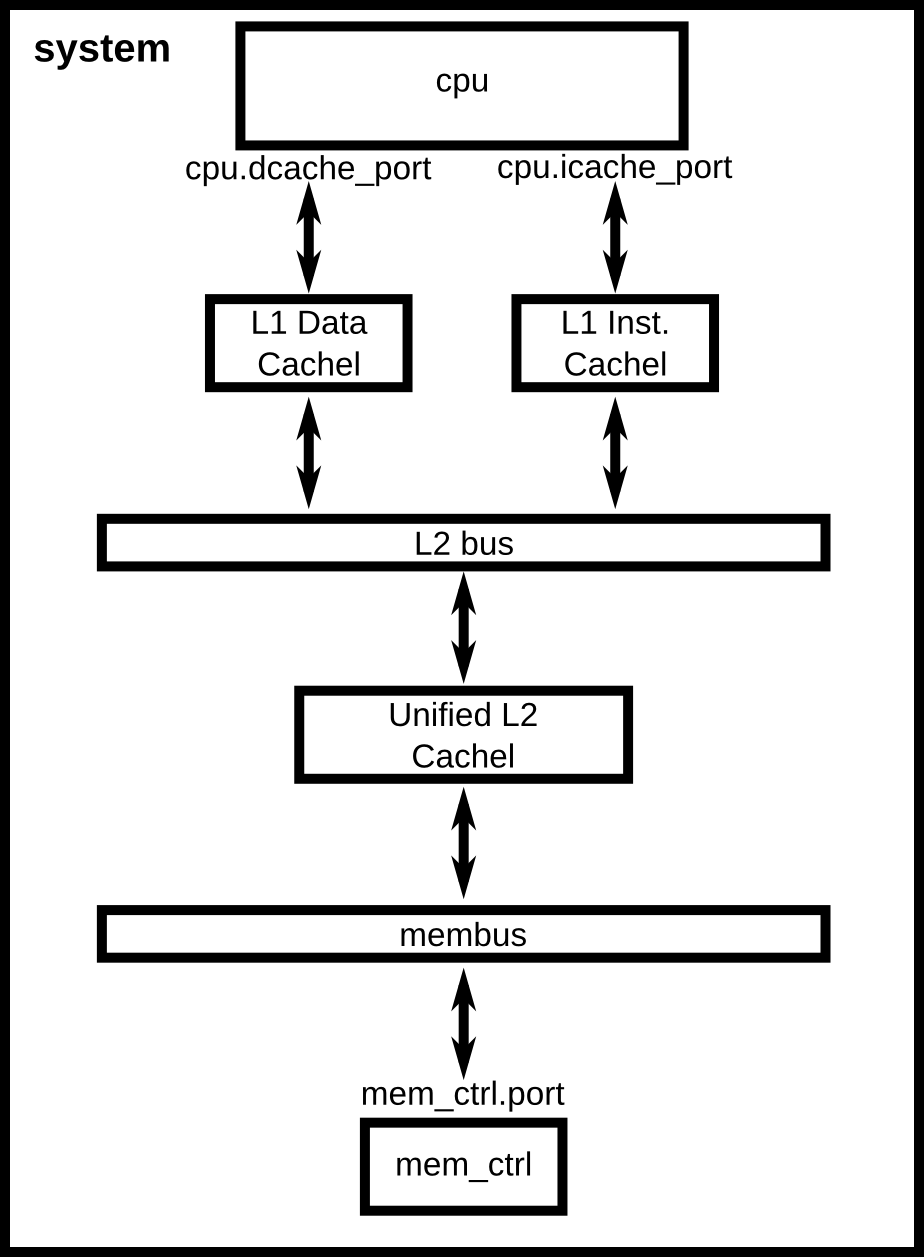 system
cpu
cpu.dcache_port
cpu.icache_port
L1 Data
Cachel
L1 Inst.
Cachel
L2 bus
Unified L2
Cachel
membus
mem_ctrl.port
mem_ctrl